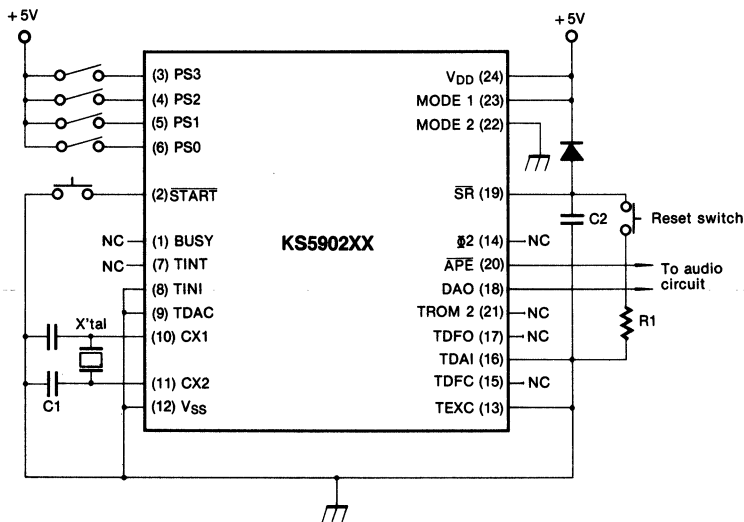 +5V
(3) PS3
(4) PS2
(5) PS1
(6) PS0
(2) START
NC (1) BUSY
NC (7) TINT
(8) TINI
(9) TDAC
X'tal
(10) CX1
(11) CX2
C1
(12) VSS
KS5902XX
+5V
VDD (24)
MODE 1 (23)
MODE 2 (22)
SR (19)
C2
Reset switch
Φ2 (14) NC
APE (20)
To audio
circuit
DAO (18)
TROM 2 (21) NC
R1
TDFO (17) NC
TDAI (16)
TDFC (15) NC
TEXC (13)